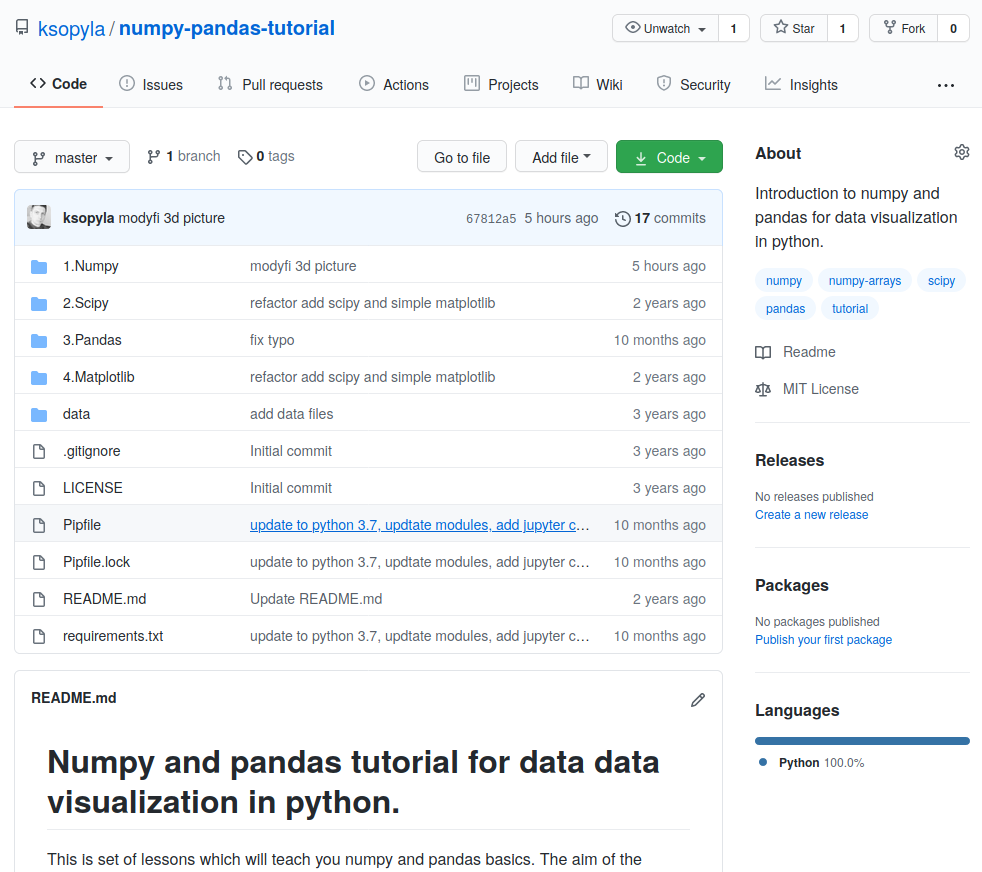 ksopyla / numpy-pandas-tutorial
Unwatch 1 Star 1 Fork 0
Code Issues Pull requests Actions Projects Wiki Security Insights ...
master 1 branch 0 tags Go to file Add file Code
ksopyla modyfi 3d picture 67812a5 5 hours ago 17 commits
1.Numpy modyfi 3d picture 5 hours ago
2.Scipy refactor add scipy and simple matplotlib 2 years ago
3.Pandas fix typo 10 months ago
4.Matplotlib refactor add scipy and simple matplotlib 2 years ago
data add data files 3 years ago
.gitignore Initial commit 3 years ago
LICENSE Initial commit 3 years ago
Pipfile update to python 3.7, updtate modules, add jupyter c... 10 months ago
Pipfile.lock update to python 3.7, updtate modules, add jupyter c... 10 months ago
README.md Update README.md 2 years ago
requirements.txt update to python 3.7, updtate modules, add jupyter c... 10 months ago
README.md
Numpy and pandas tutorial for data data
visualization in python.
This is set of lessons which will teach you numpy and pandas basics. The aim of the
About
Introduction to numpy and
pandas for data visualization
in python.
numpy numpy-arrays scipy
pandas tutorial
Readme
MIT License
Releases
No releases published
Create a new release
Packages
No packages published
Publish your first package
Languages
Python 100.0%